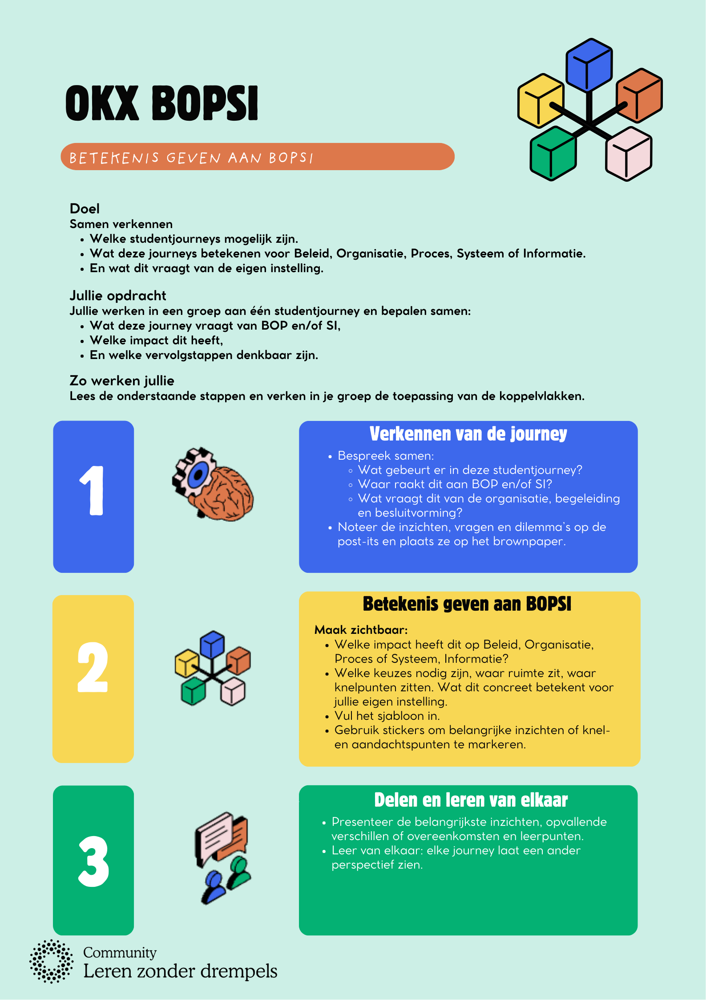 OKX BOPSI
BETEKENIS GEVEN AAN BOPSI
Doel
Samen verkennen
• Welke studentjourneys mogelijk zijn.
• Wat deze journeys betekenen voor Beleid, Organisatie, Proces, Systeem of Informatie.
• En wat dit vraagt van de eigen instelling.
Jullie opdracht
Jullie werken in een groep aan één studentjourney en bepalen samen:
• Wat deze journey vraagt van BOP en/of SI,
• Welke impact dit heeft,
• En welke vervolgstappen denkbaar zijn.
Zo werken jullie
Lees de onderstaande stappen en verken in je groep de toepassing van de koppelvlakken.
1
Verkennen van de journey
• Bespreek samen:
◦ Wat gebeurt er in deze studentjourney?
◦ Waar raakt dit aan BOP en/of SI?
◦ Wat vraagt dit van de organisatie, begeleiding
en besluitvorming?
• Noteer de inzichten, vragen en dilemma's op de
post-its en plaats ze op het brownpaper.
2
Betekenis geven aan BOPSI
Maak zichtbaar:
• Welke impact heeft dit op Beleid, Organisatie,
Proces of Systeem, Informatie?
• Welke keuzes nodig zijn, waar ruimte zit, waar
knelpunten zitten. Wat dit concreet betekent voor
jullie eigen instelling.
• Vul het sjabloon in.
• Gebruik stickers om belangrijke inzichten of knel-
en aandachtspunten te markeren.
3
Delen en leren van elkaar
• Presenteer de belangrijkste inzichten, opvallende
verschillen of overeenkomsten en leerpunten.
• Leer van elkaar: elke journey laat een ander
perspectief zien.
Community
Leren zonder drempels